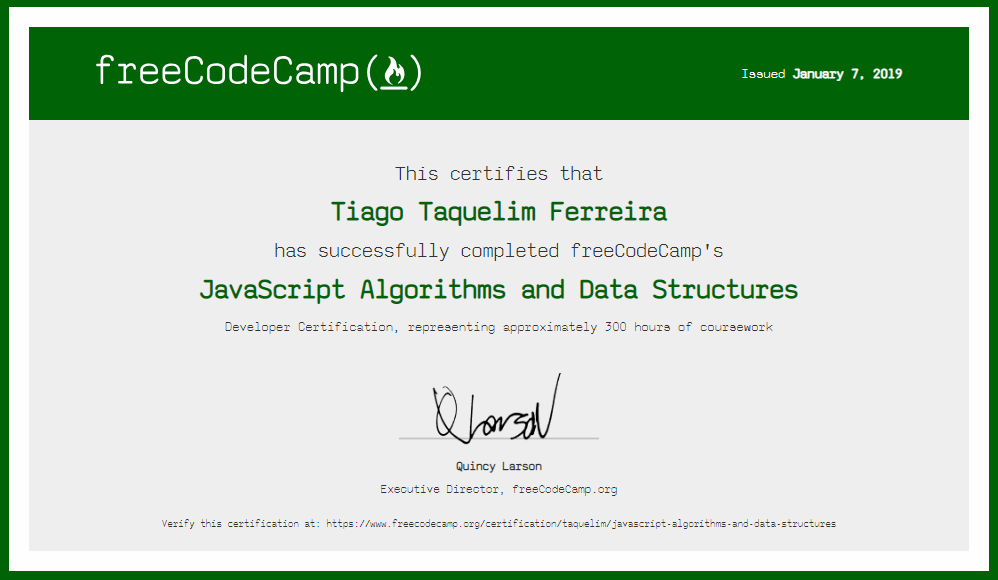 freeCodeCamp(🔥)
Issued January 7, 2019
This certifies that
Tiago Taquelim Ferreira
has successfully completed freeCodeCamp's
JavaScript Algorithms and Data Structures
Developer Certification, representing approximately 300 hours of coursework
Q Larson
Quincy Larson
Executive Director, freeCodeCamp.org
Verify this certification at: https://www.freecodecamp.org/certification/taquelim/javascript-algorithms-and-data-structures